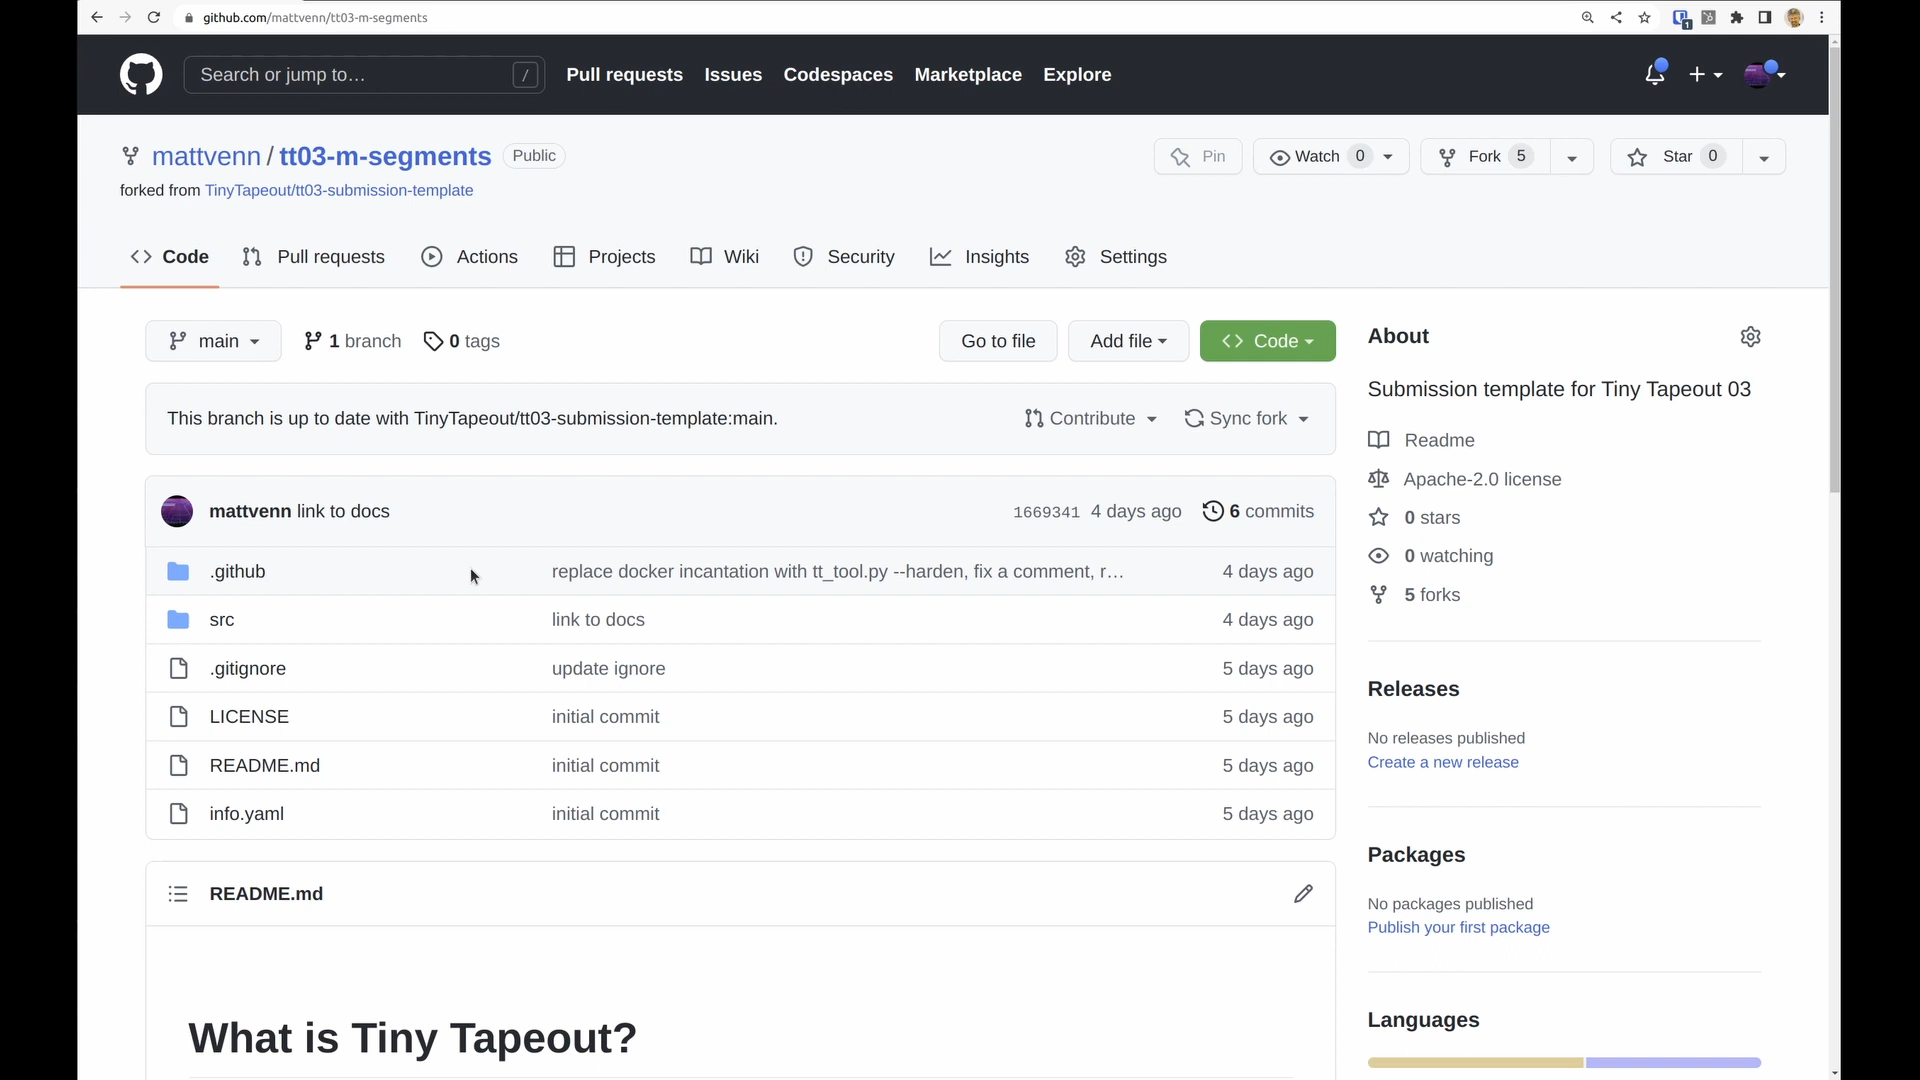 github.com/mattvenn/tt03-m-segments
1
Search or jump to…
/
Pull requests
Issues
Codespaces
Marketplace
Explore
mattvenn / tt03-m-segments
Public
forked from TinyTapeout/tt03-submission-template
Pin
Watch 0
Fork 5
Star 0
Code
Pull requests
Actions
Projects
Wiki
Security
Insights
Settings
main
1 branch
0 tags
Go to file
Add file
Code
This branch is up to date with TinyTapeout/tt03-submission-template:main.
Contribute
Sync fork
mattvenn link to docs
1669341 4 days ago
6 commits
.github replace docker incantation with tt_tool.py --harden, fix a comment, r… 4 days ago
src link to docs 4 days ago
.gitignore update ignore 5 days ago
LICENSE initial commit 5 days ago
README.md initial commit 5 days ago
info.yaml initial commit 5 days ago
README.md
What is Tiny Tapeout?
About
Submission template for Tiny Tapeout 03
Readme
Apache-2.0 license
0 stars
0 watching
5 forks
Releases
No releases published
Create a new release
Packages
No packages published
Publish your first package
Languages